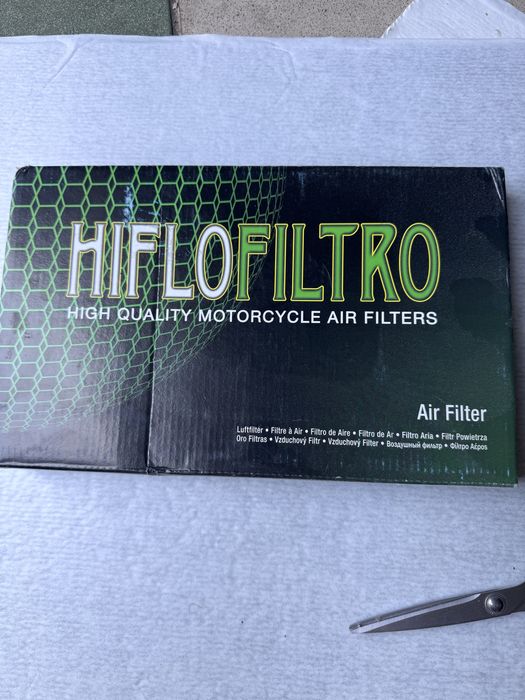 HIFLOFILTRO
HIGH QUALITY MOTORCYCLE AIR FILTERS
Air Filter
Luftfiltér • Filtre à Air • Filtro de Aire • Filtro de Ar • Filtro Aria • Filtr Powietrza
Oro Filtras • Vzduchový Filtr • Vzduchový Filter • Воздушный фильтр • Φίλτρο Αέρος